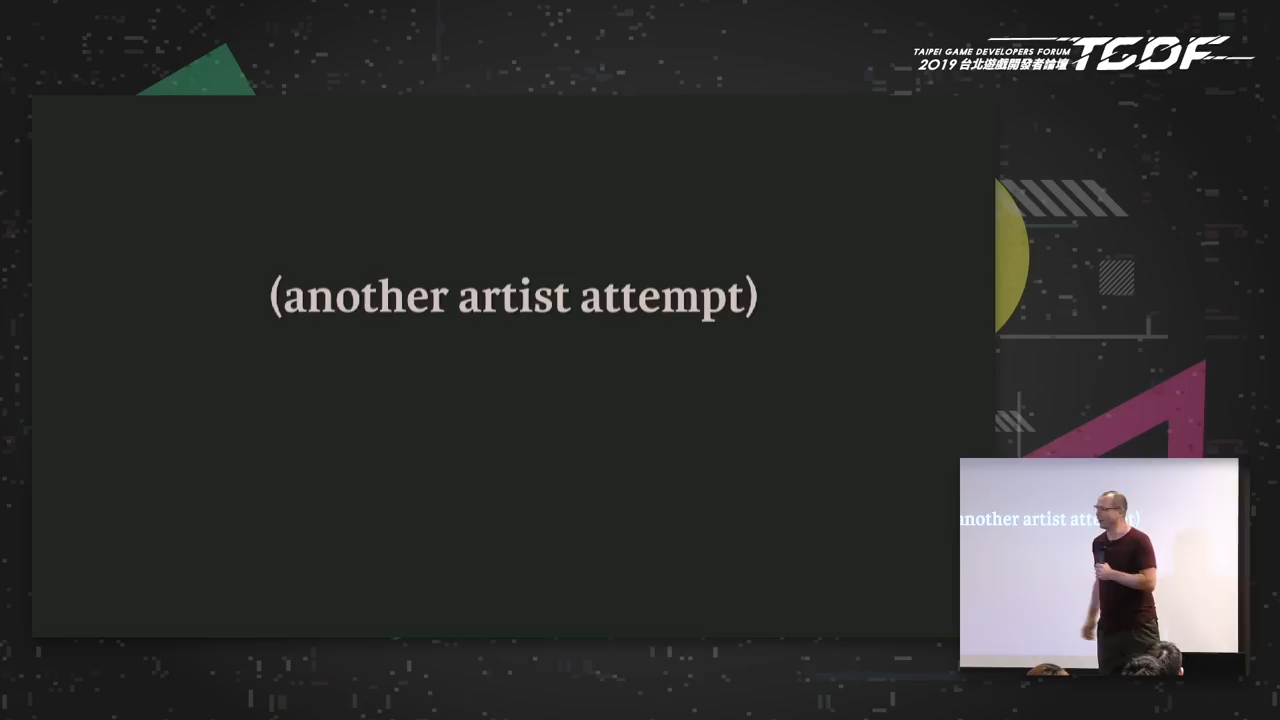 TAIPEI GAME DEVELOPERS FORUM
2019 台北遊戲開發者論壇
TGDF
(another artist attempt)
another artist att t)